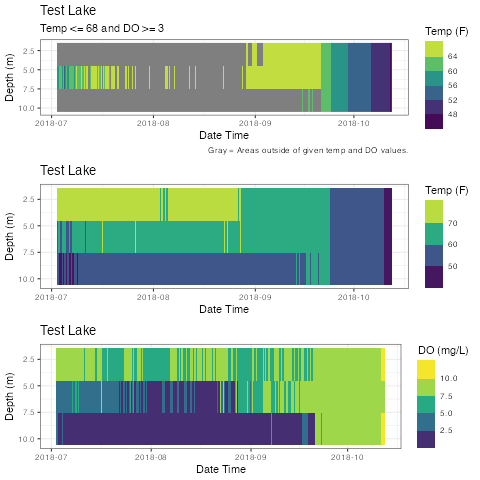 Test Lake
Temp <= 68 and DO >= 3
Temp (F)
64
60
56
52
48
Depth (m)
2.5
5.0
7.5
10.0
2018-07
2018-08
2018-09
2018-10
Date Time
Gray = Areas outside of given temp and DO values.
Test Lake
Temp (F)
70
60
50
Depth (m)
2.5
5.0
7.5
10.0
2018-07
2018-08
2018-09
2018-10
Date Time
Test Lake
DO (mg/L)
10.0
7.5
5.0
2.5
Depth (m)
2.5
5.0
7.5
10.0
2018-07
2018-08
2018-09
2018-10
Date Time